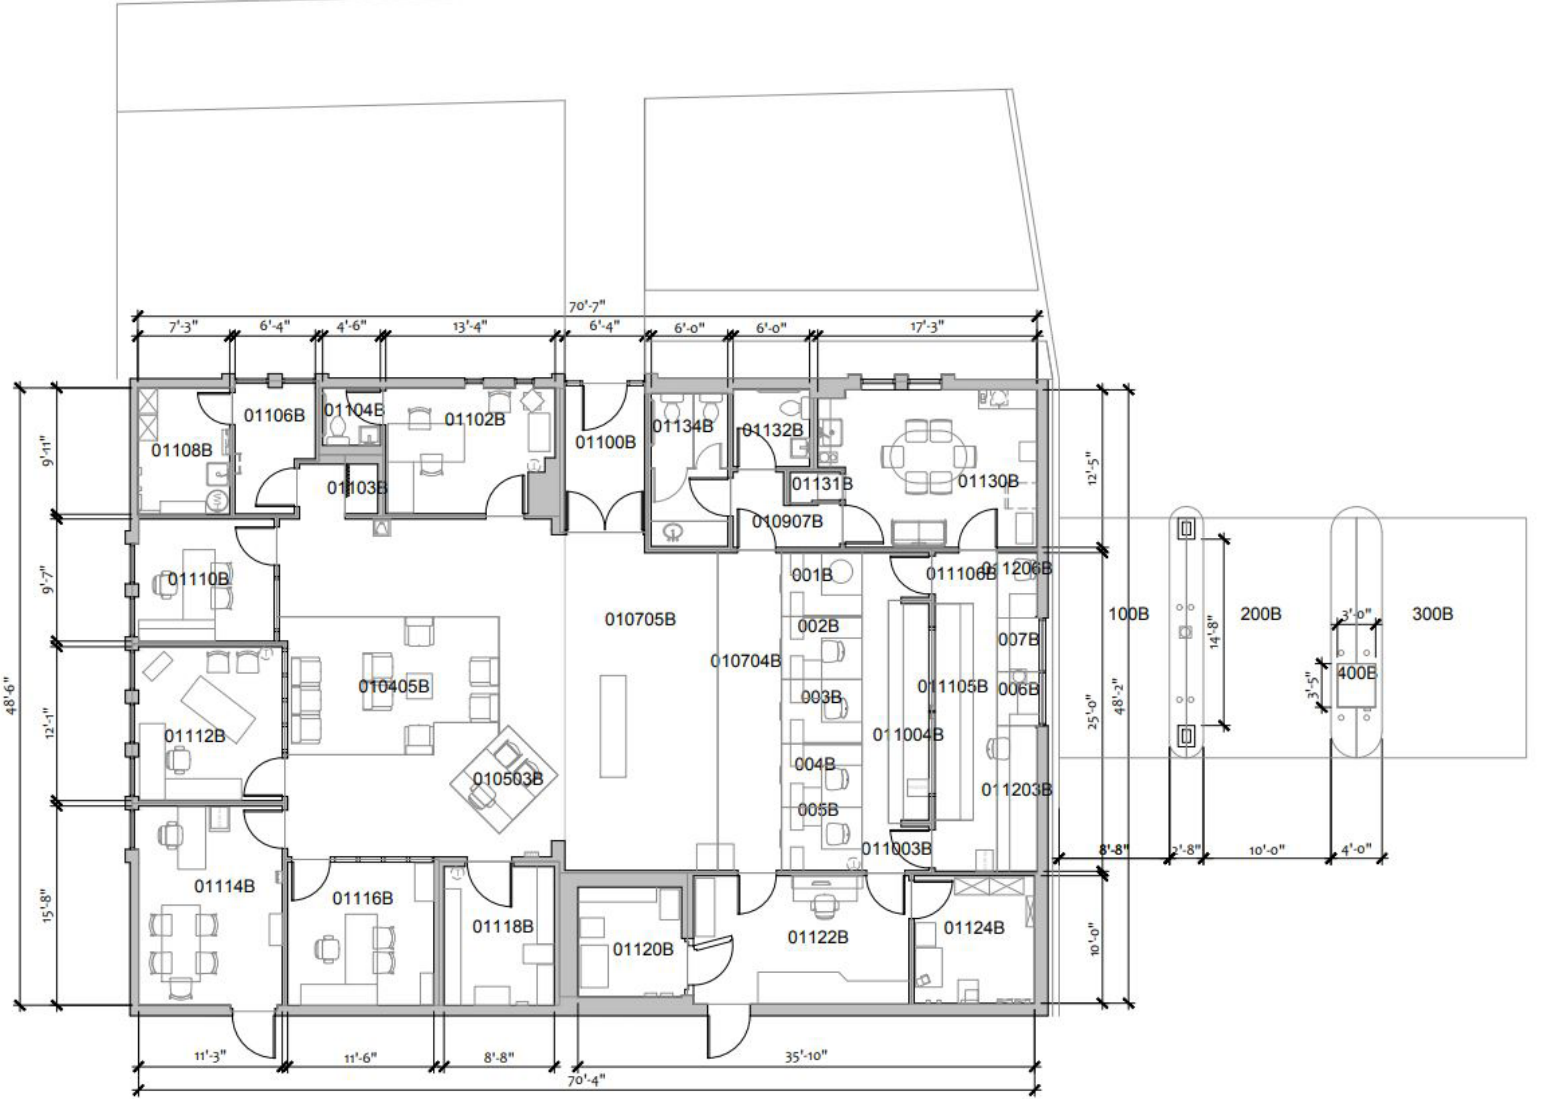 70'-7"
7'-3" 6'-4" 4'-6" 13'-4" 6'-4" 6'-0" 6'-0" 17'-3"
01106B 01104B 01102B 01100B 01134B 01132B
01108B 01103B 01131B 01130B
010907B
9'-11" 12'-5"
01110B 001B 011106B 011206B
9'-7"
010705B 002B 007B 100B 200B 3'-0" 300B
14'-8"
010405B 010704B 003B 011105B 006B 400B
3'-5"
48'-6" 12'-1" 25'-0" 48'-2"
01112B 011004B
010503B 004B 011203B
005B
011003B 8'-8" 2'-8" 10'-0" 4'-0"
01114B 01116B 01118B 01120B 01122B 01124B
15'-8" 10'-0"
11'-3" 11'-6" 8'-8" 35'-10"
70'-4"